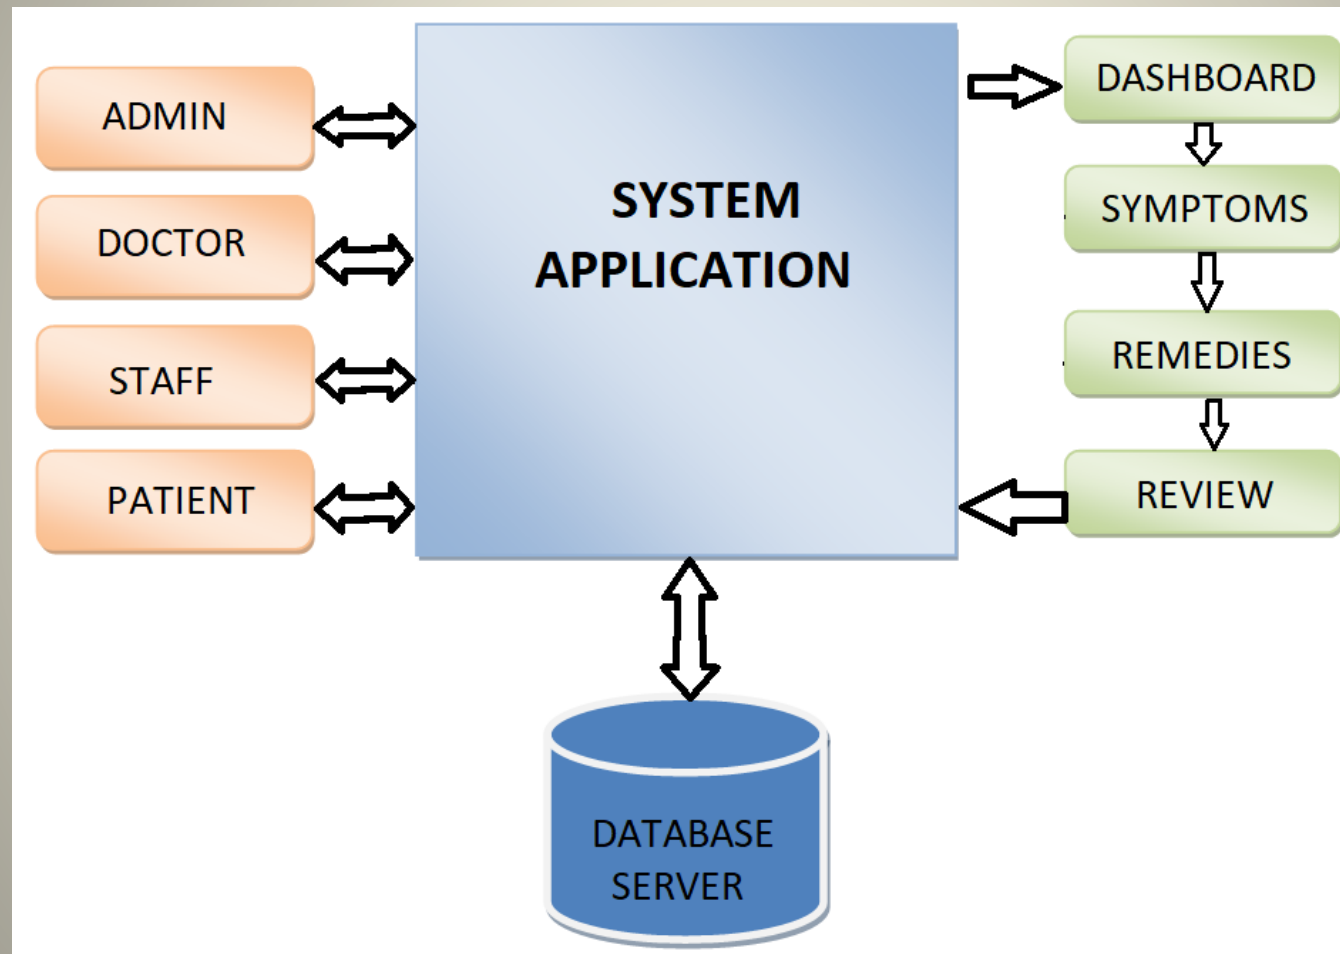 ADMIN
DOCTOR
STAFF
PATIENT
SYSTEM
APPLICATION
DASHBOARD
SYMPTOMS
REMEDIES
REVIEW
DATABASE
SERVER